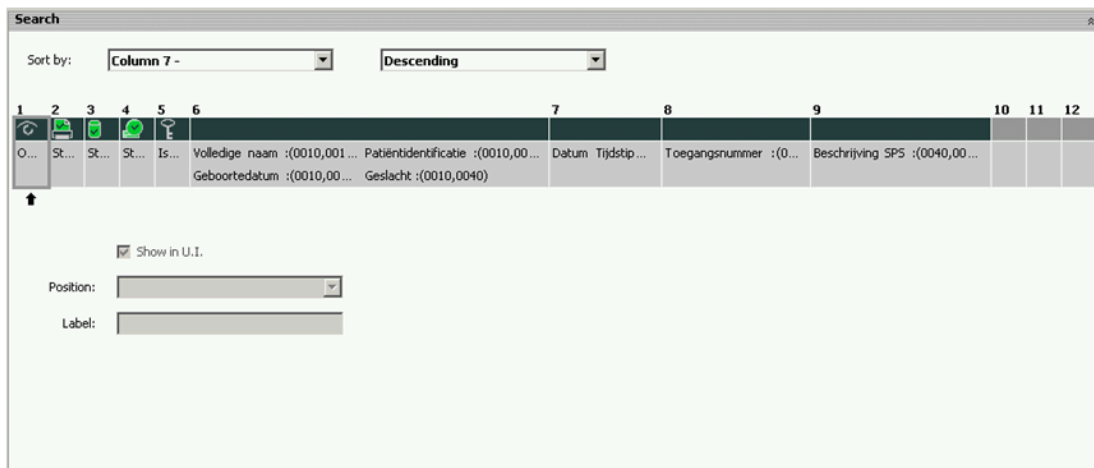 Search
Sort by: Column 7 - Descending
1 2 3 4 5 6 7 8 9 10 11 12
O... St... St... St... Is... Volledige naam :(0010,001... Patiëntidentificatie :(0010,00... Datum Tijdstip... Toegangsnummer :(0... Beschrijving SPS :(0040,00...
Geboortedatum :(0010,00... Geslacht :(0010,0040)
Show in U.I.
Position:
Label: